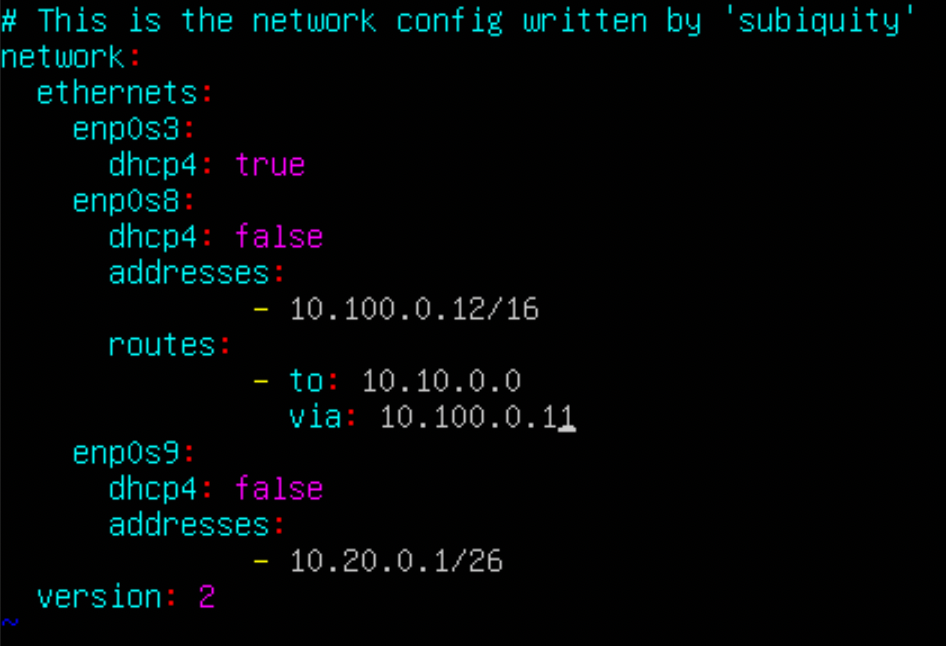 # This is the network config written by 'subiquity'
network:
  ethernets:
    enp0s3:
      dhcp4: true
    enp0s8:
      dhcp4: false
      addresses:
              - 10.100.0.12/16
      routes:
              - to: 10.10.0.0
                via: 10.100.0.11
    enp0s9:
      dhcp4: false
      addresses:
              - 10.20.0.1/26
  version: 2
~